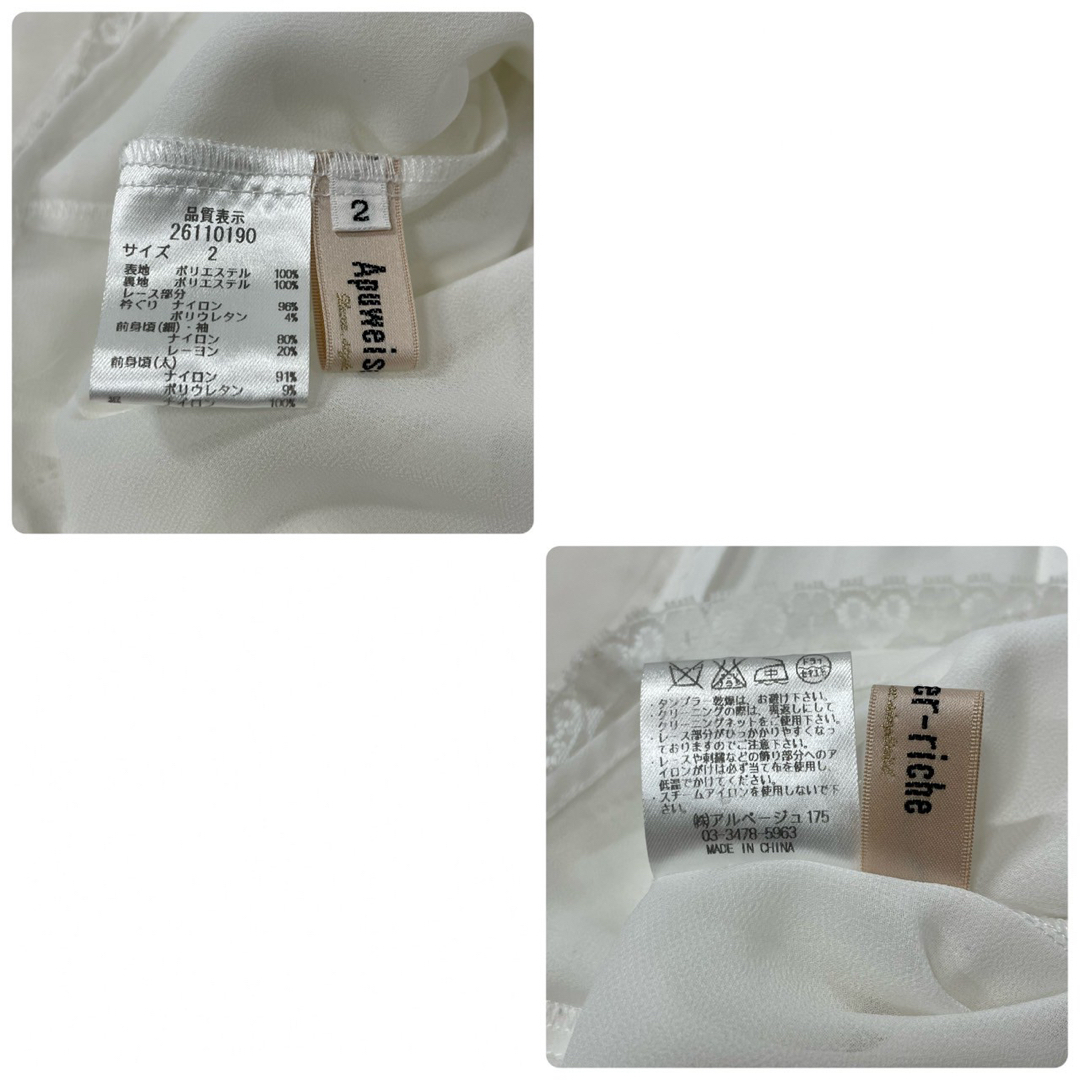 品質表示
26110190
サイズ 2
表地 ポリエステル 100%
裏地 ポリエステル 100%
レース部分
衿ぐり ナイロン 96%
ポリウレタン 4%
前身頃(細)・袖
ナイロン 80%
レーヨン 20%
前身頃(太)
ナイロン 91%
ポリウレタン 9%
ナイロン 100%
2
Apuweis
タンブラー乾燥は、お避け下さい。
・クリーニングの際は、裏返しにして
クリーニングネットをご使用下さい。
・レース部分がひっかかりやすくなっ
ておりますのでご注意下さい。
・レースや刺繍などの飾り部分へのア
イロンがけは必ず当て布を使用し、
低温でかけてください。
・スチームアイロンを使用しないで下
さい。
(株)アルページュ175
03-3478-5963
MADE IN CHINA
er-riche